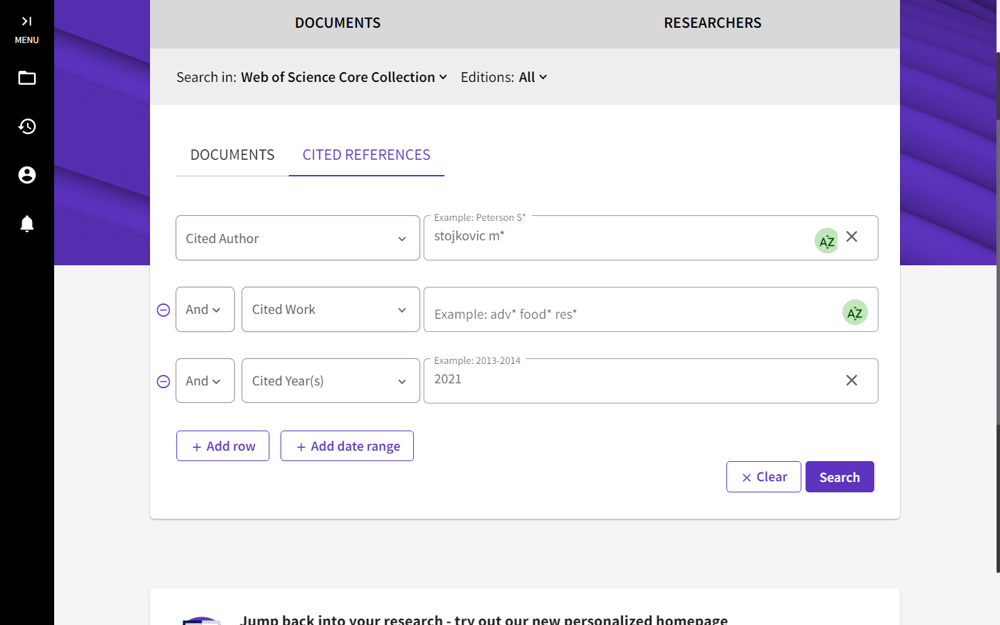 MENU
DOCUMENTS
RESEARCHERS
Search in: Web of Science Core Collection Editions: All
DOCUMENTS
CITED REFERENCES
Cited Author
Example: Peterson S*
stojkovic m*
AZ
And
Cited Work
Example: adv* food* res*
AZ
And
Cited Year(s)
Example: 2013-2014
2021
+ Add row
+ Add date range
× Clear
Search
Jump back into your research - try out our new personalized homepage